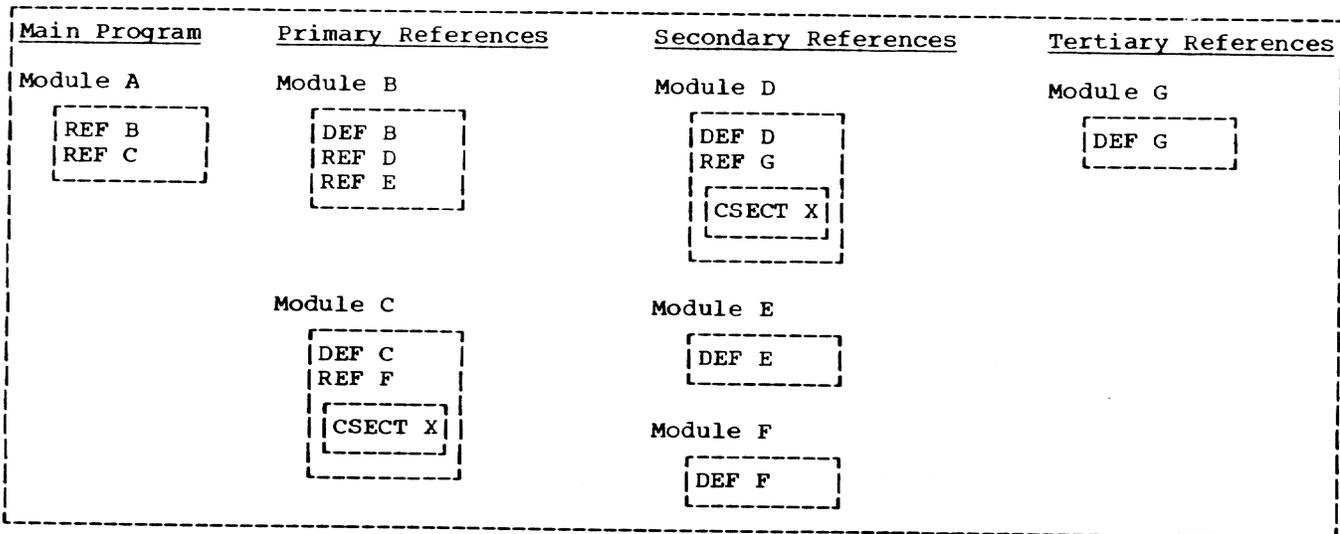 Main Program
Primary References
Secondary References
Tertiary References
Module A
REF B
REF C
Module B
DEF B
REF D
REF E
Module C
DEF C
REF F
CSECT X
Module D
DEF D
REF G
CSECT X
Module E
DEF E
Module F
DEF F
Module G
DEF G